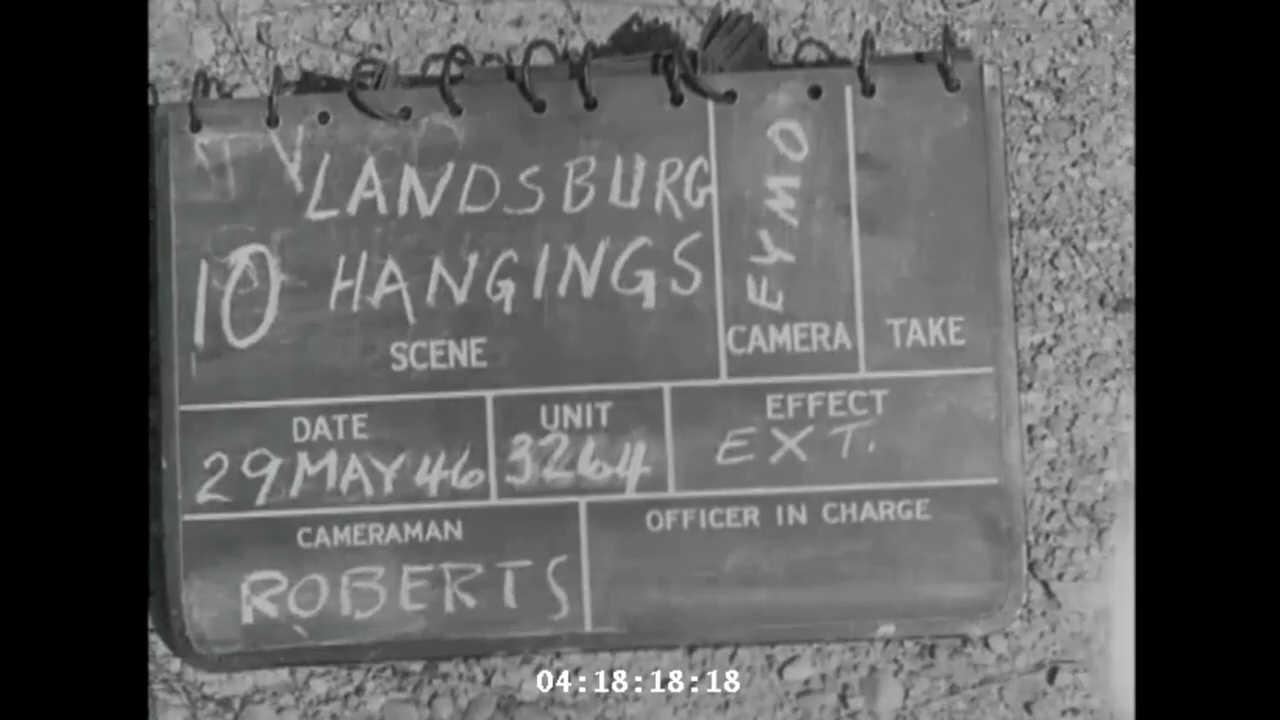 LANDSBURG
10 HANGINGS
SCENE
EYMO
CAMERA
TAKE
DATE
29 MAY 46
UNIT
3264
EFFECT
EXT.
CAMERAMAN
ROBERTS
OFFICER IN CHARGE
04:18:18:18